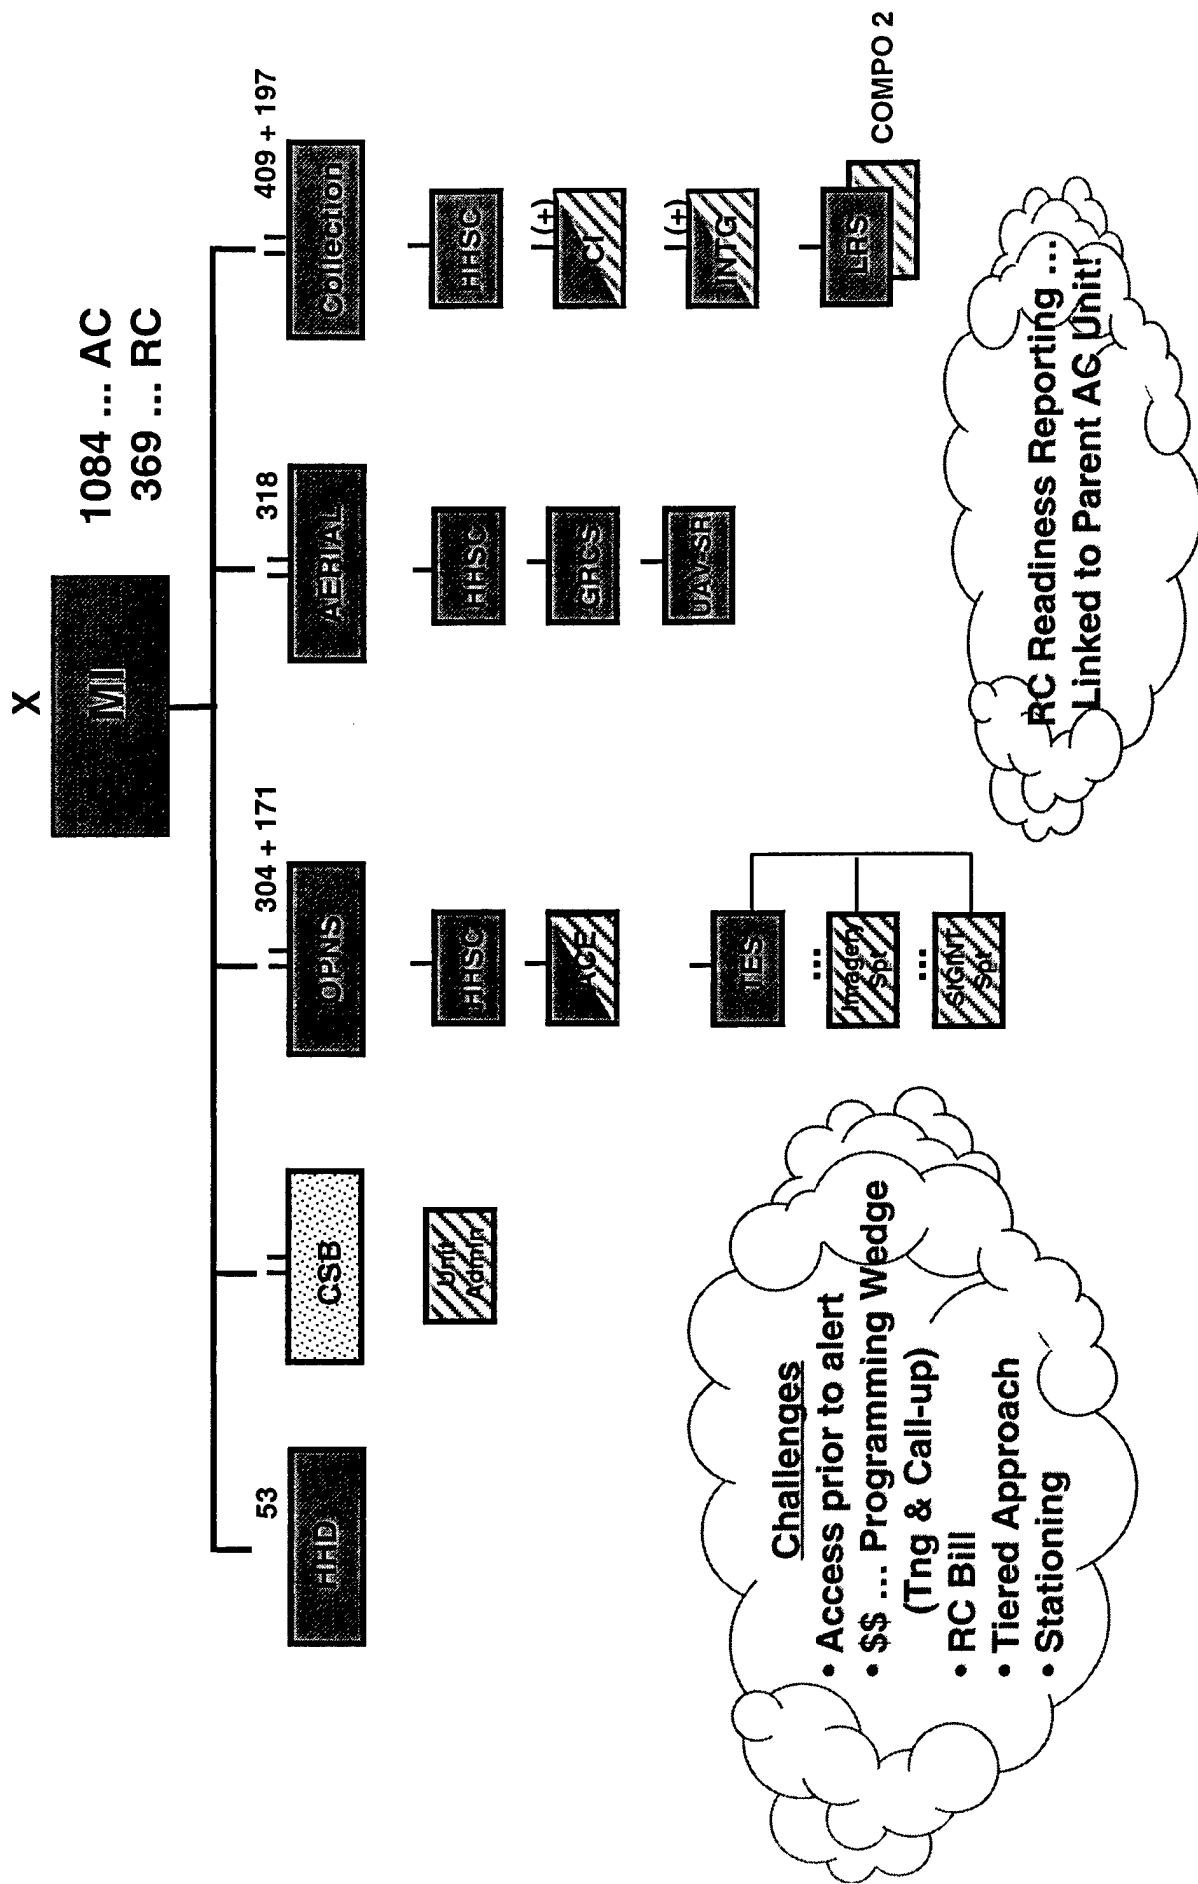 X
MI
1084 ... AC
369 ... RC
53
HHD
CSB
Unit
Admin
304 + 171
OPNS
HHSC
ACE
TES
...
Imagery
Spt
...
SIGINT
Spt
318
AERIAL
HHSC
GRCS
UAV-SR
409 + 197
Collection
HHSC
(+)
CI
(+)
INTG
LRS
COMPO 2
Challenges
• Access prior to alert
• $$ ... Programming Wedge
(Tng & Call-up)
• RC Bill
• Tiered Approach
• Stationing
RC Readiness Reporting ...
Linked to Parent AC Unit!